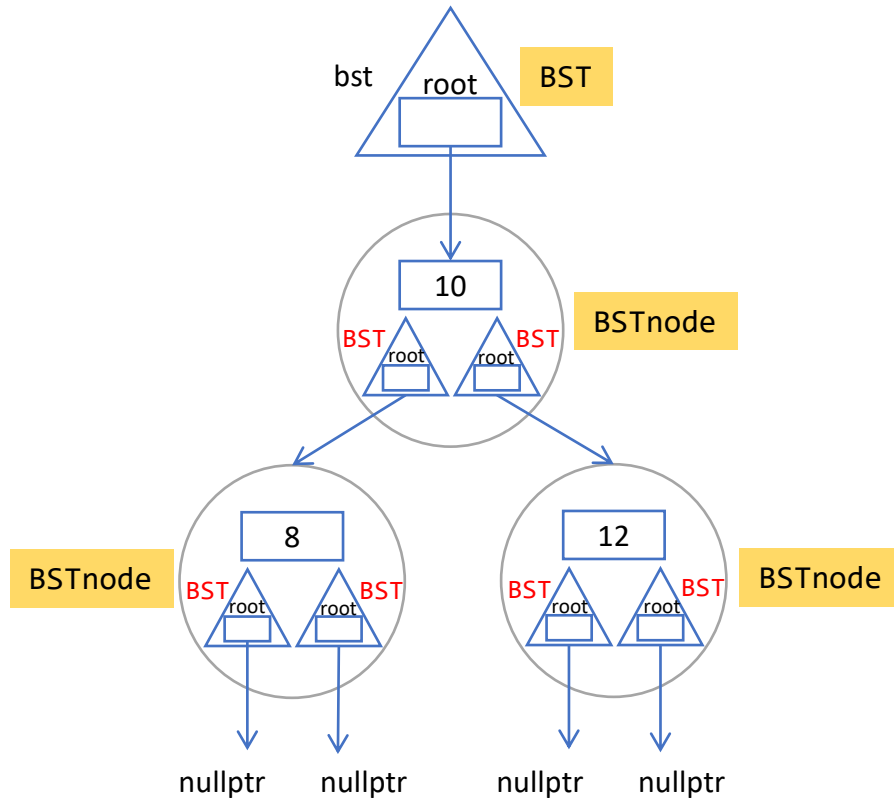 bst
root
BST
10
BSTnode
BST
BST
root
root
8
12
BSTnode
BSTnode
BST
BST
BST
BST
root
root
root
root
nullptr
nullptr
nullptr
nullptr